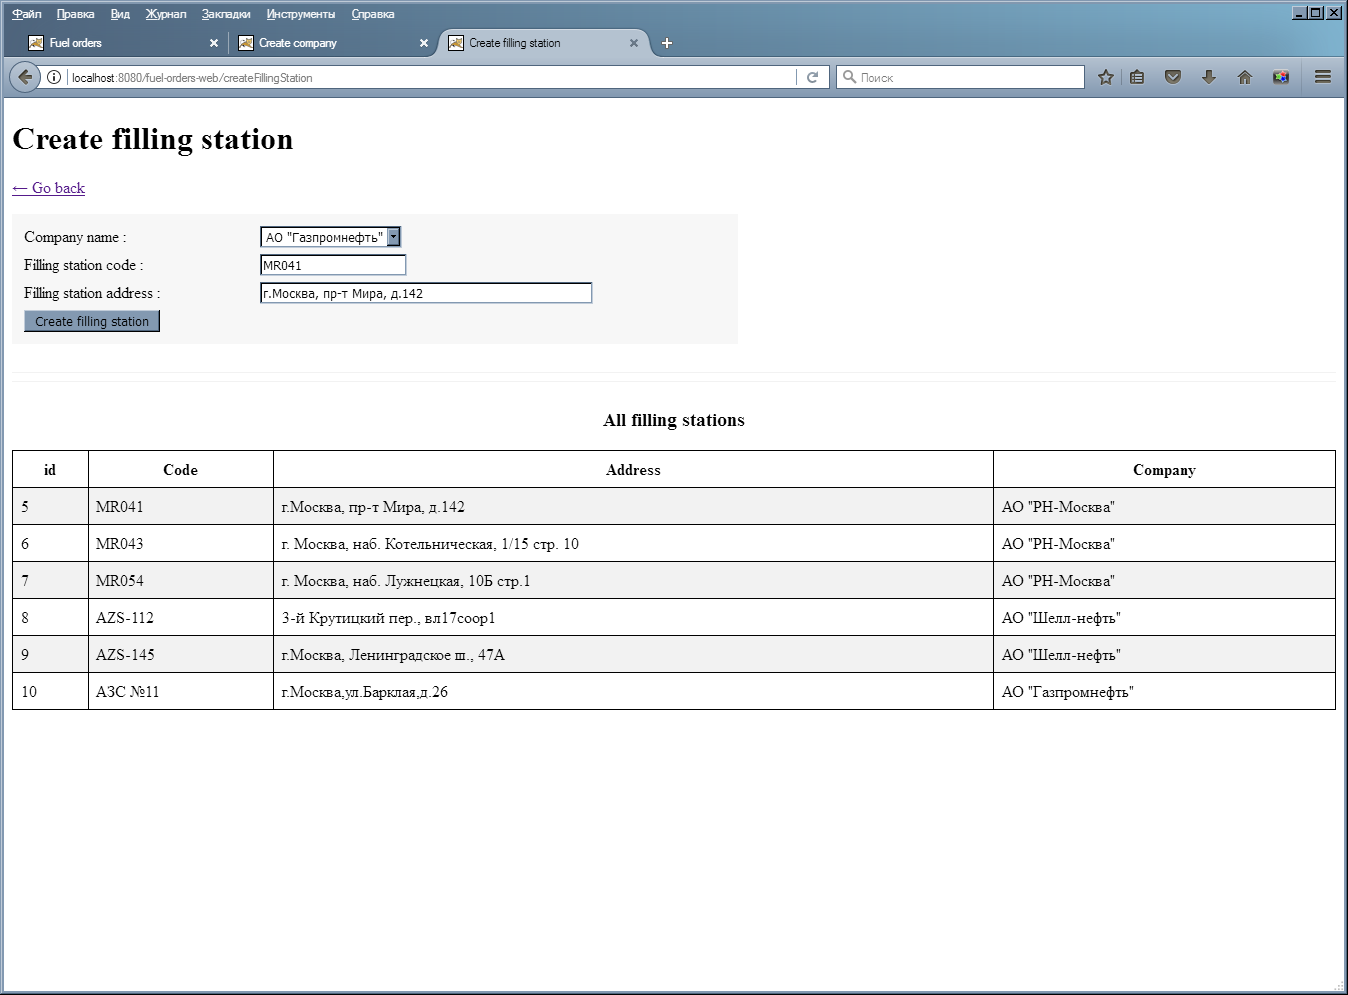 Файл Правка Вид Журнал Закладки Инструменты Справка
Fuel orders Create company Create filling station
localhost:8080/fuel-orders-web/createFillingStation Поиск
Create filling station
← Go back
Company name : АО "Газпромнефть"
Filling station code : MR041
Filling station address : г.Москва, пр-т Мира, д.142
Create filling station
All filling stations
id Code Address Company
5 MR041 г.Москва, пр-т Мира, д.142 АО "РН-Москва"
6 MR043 г. Москва, наб. Котельническая, 1/15 стр. 10 АО "РН-Москва"
7 MR054 г. Москва, наб. Лужнецкая, 10Б стр.1 АО "РН-Москва"
8 AZS-112 3-й Крутицкий пер., вл17соор1 АО "Шелл-нефть"
9 AZS-145 г.Москва, Ленинградское ш., 47А АО "Шелл-нефть"
10 АЗС №11 г.Москва,ул.Барклая,д.26 АО "Газпромнефть"